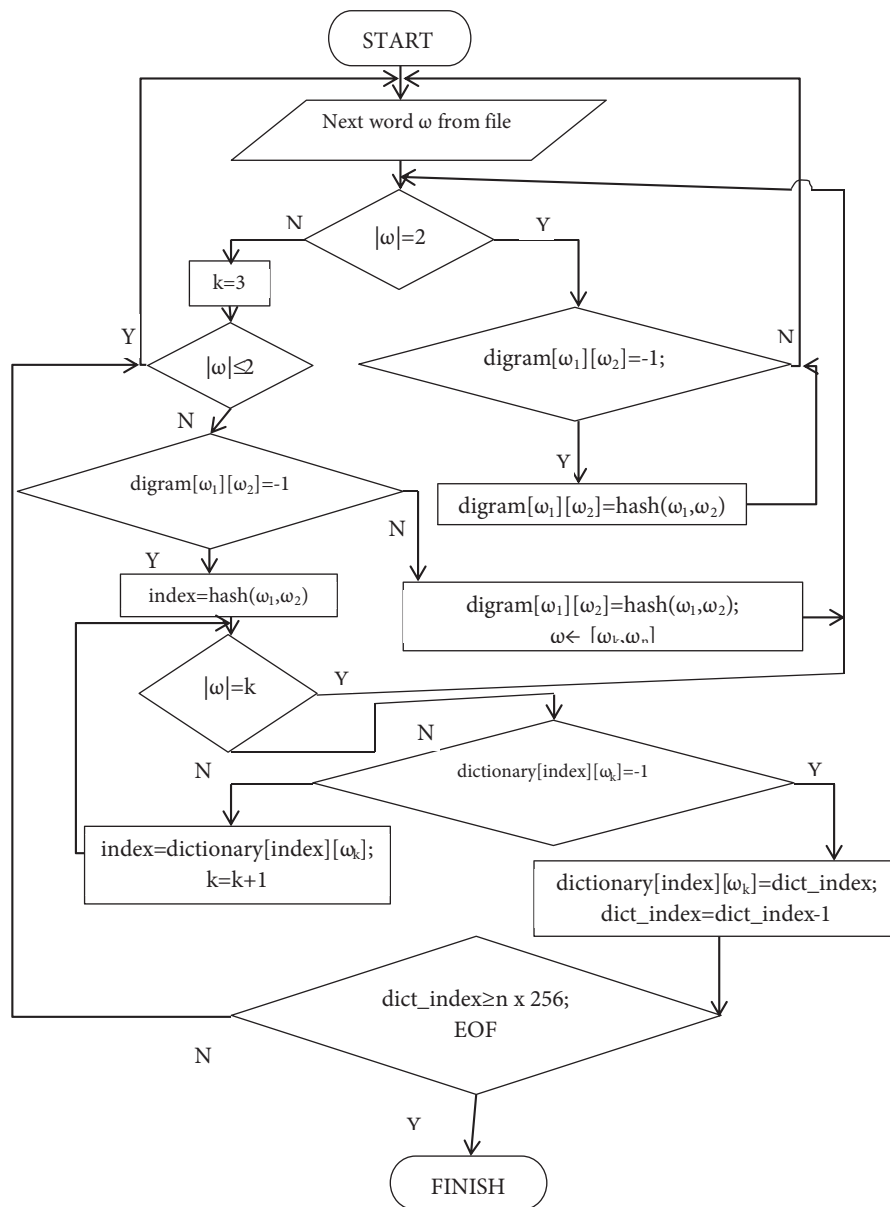 START
Next word ω from file
N
|ω|=2
Y
k=3
Y
|ω|≤2
digram[ω₁][ω₂]=-1;
N
N
digram[ω₁][ω₂]=-1
Y
digram[ω₁][ω₂]=hash(ω₁,ω₂)
N
Y
index=hash(ω₁,ω₂)
digram[ω₁][ω₂]=hash(ω₁,ω₂);
ω← [ωₖ,ωₙ]
|ω|=k
Y
N
N
dictionary[index][ωₖ]=-1
Y
index=dictionary[index][ωₖ];
k=k+1
dictionary[index][ωₖ]=dict_index;
dict_index=dict_index-1
dict_index≥n x 256;
EOF
N
Y
FINISH